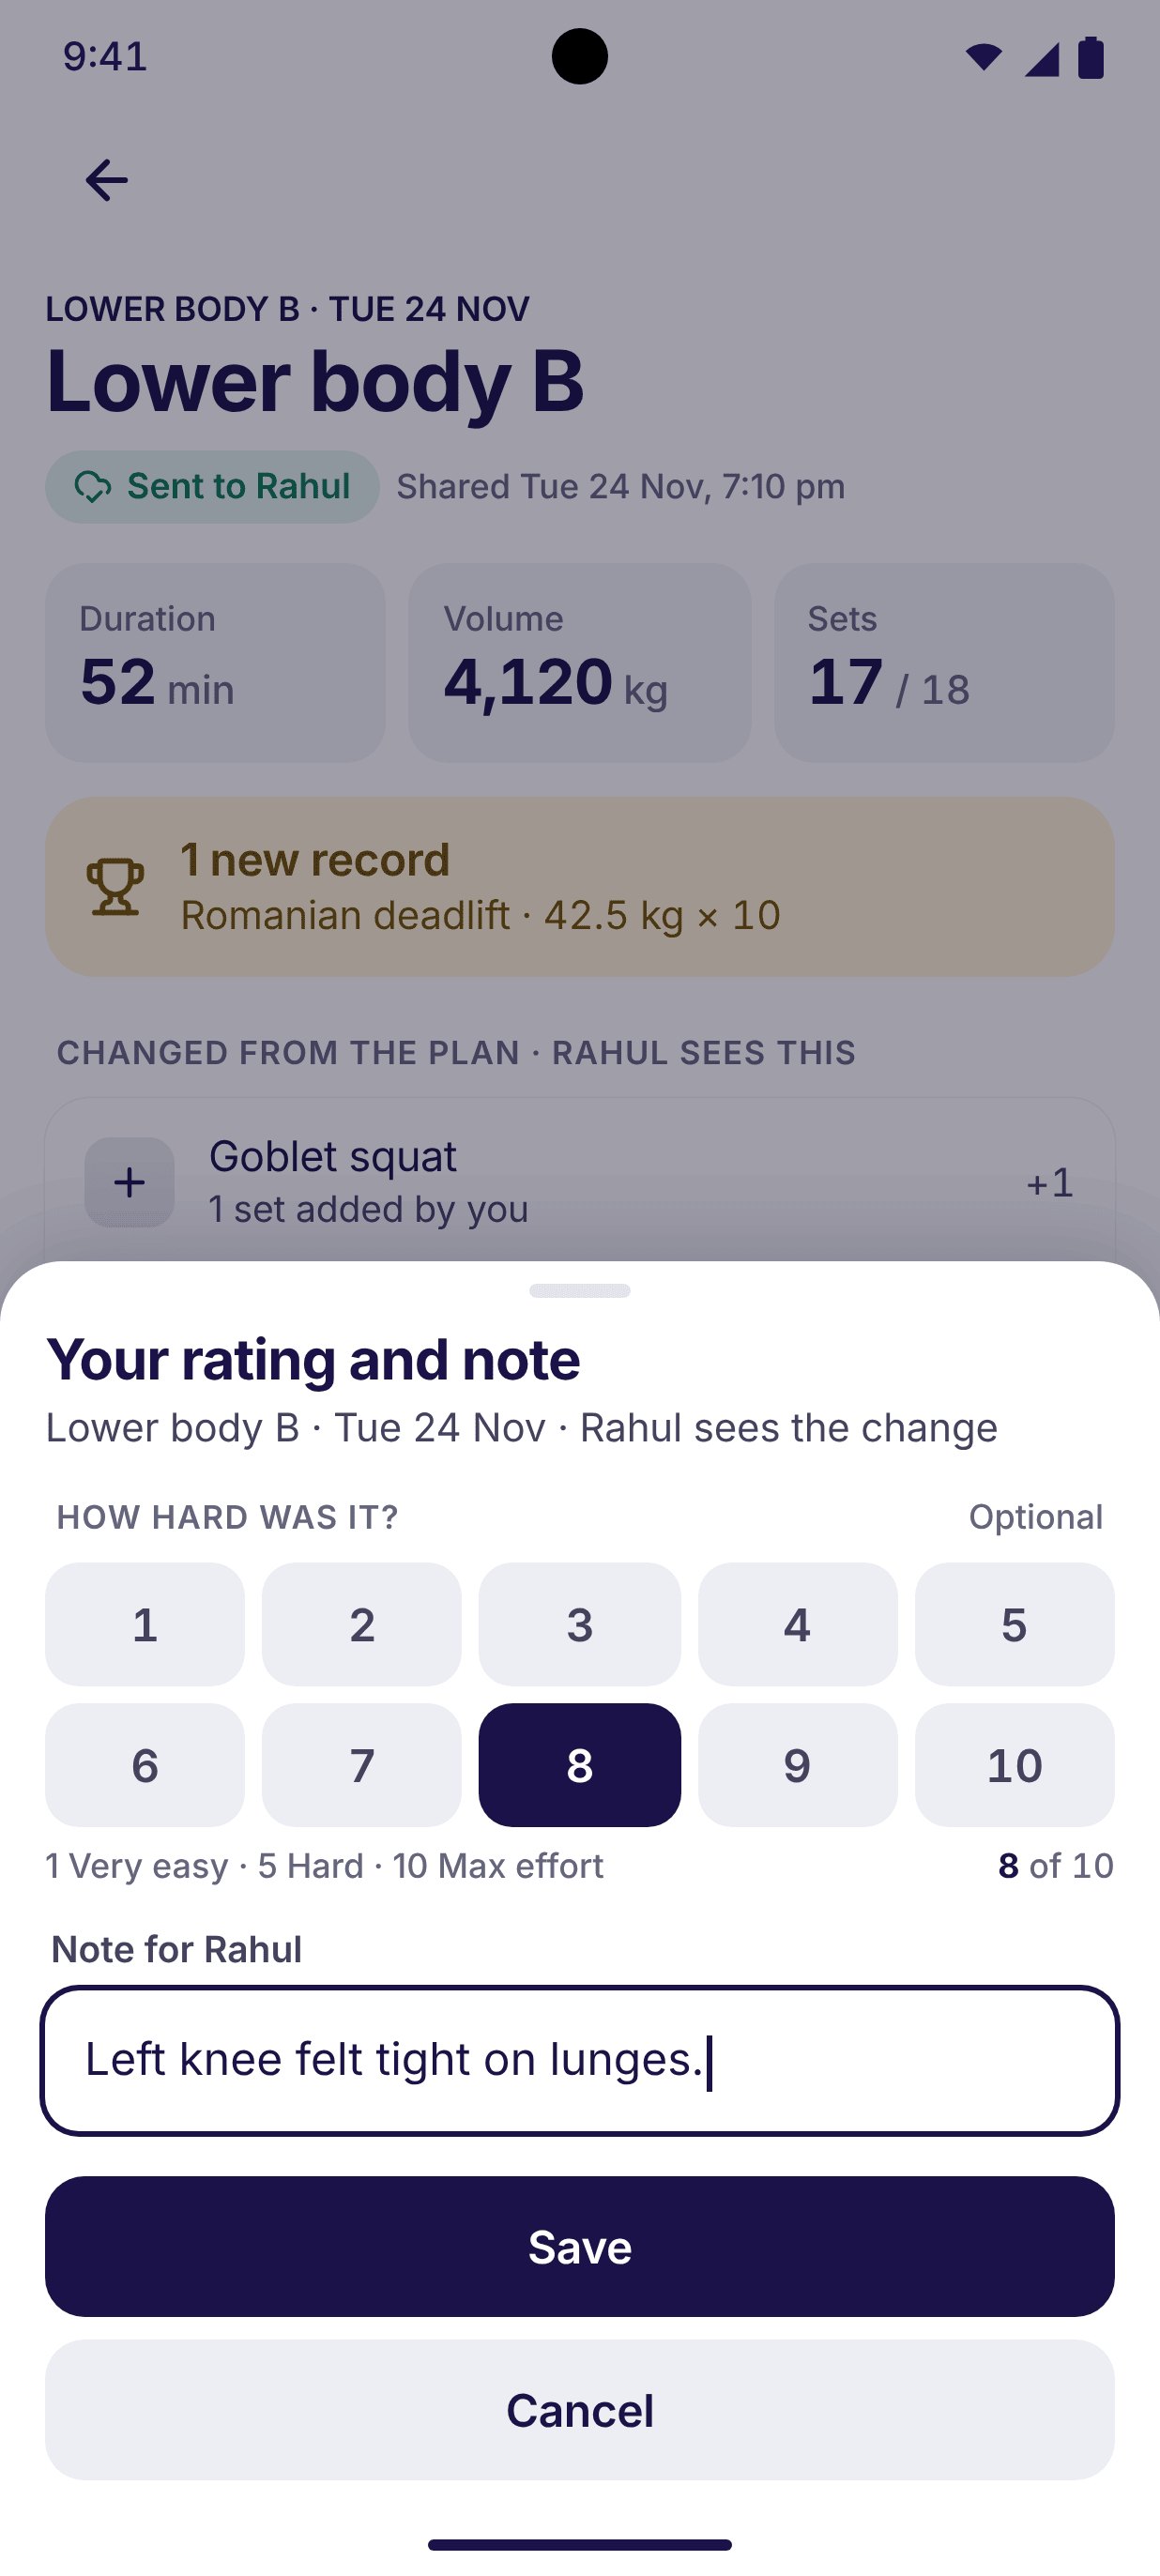 9:41
LOWER BODY B · TUE 24 NOV
Lower body B
Sent to Rahul Shared Tue 24 Nov, 7:10 pm
Duration Volume Sets
52 min 4,120 kg 17 / 18
1 new record
Romanian deadlift · 42.5 kg × 10
CHANGED FROM THE PLAN · RAHUL SEES THIS
Goblet squat
1 set added by you +1
Your rating and note
Lower body B · Tue 24 Nov · Rahul sees the change
HOW HARD WAS IT? Optional
1 2 3 4 5
6 7 8 9 10
1 Very easy · 5 Hard · 10 Max effort 8 of 10
Note for Rahul
Left knee felt tight on lunges.
Save
Cancel